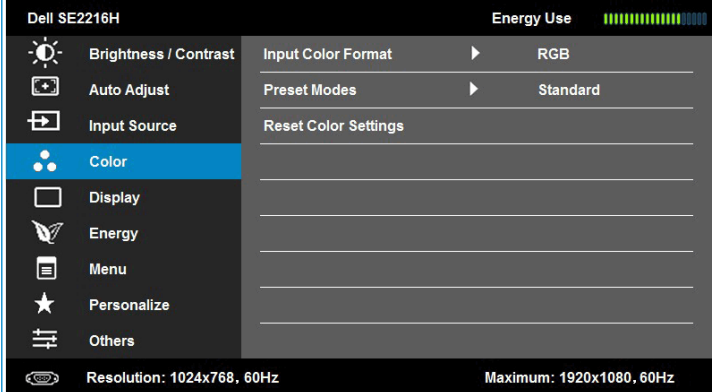 Dell SE2216H Energy Use
Brightness / Contrast Input Color Format RGB
Auto Adjust Preset Modes Standard
Input Source Reset Color Settings
Color
Display
Energy
Menu
Personalize
Others
Resolution: 1024x768, 60Hz Maximum: 1920x1080, 60Hz